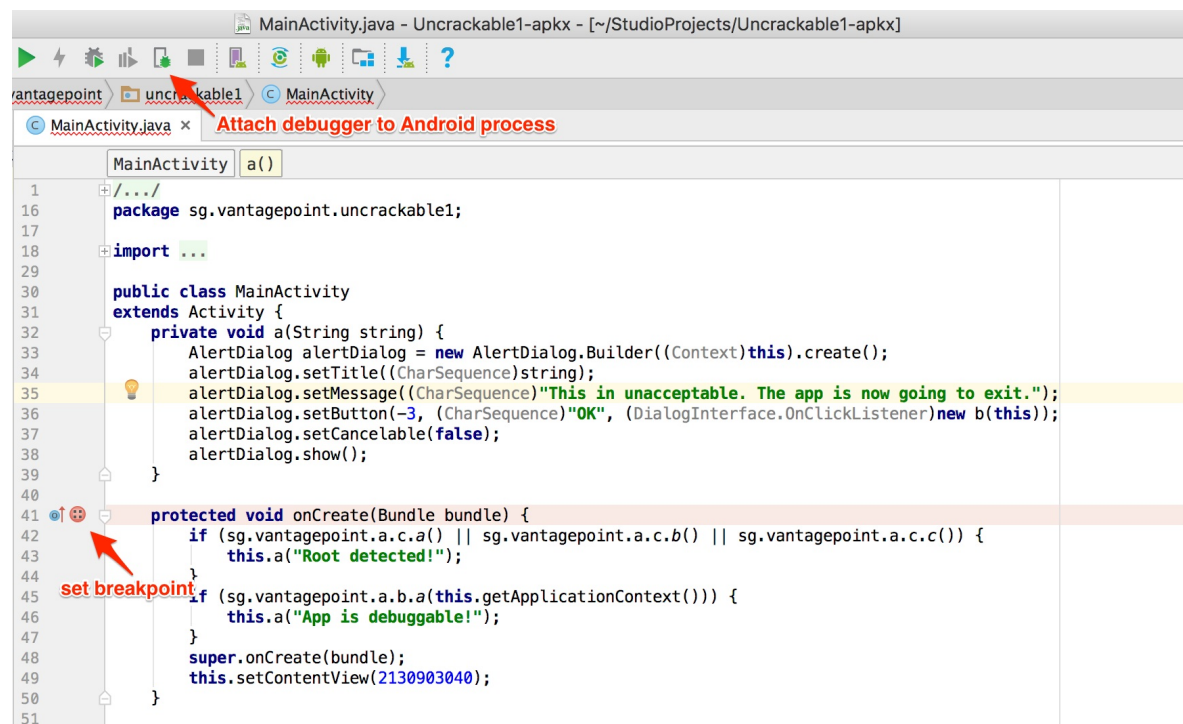 MainActivity.java - Uncrackable1-apkx - [~/StudioProjects/Uncrackable1-apkx]
?
vantagepoint uncrackable1 C MainActivity
C MainActivity.java × Attach debugger to Android process
MainActivity a()
1 /.../
16 package sg.vantagepoint.uncrackable1;
17
18 import ...
29
30 public class MainActivity
31 extends Activity {
32 private void a(String string) {
33 AlertDialog alertDialog = new AlertDialog.Builder((Context)this).create();
34 alertDialog.setTitle((CharSequence)string);
35 alertDialog.setMessage((CharSequence)"This in unacceptable. The app is now going to exit.");
36 alertDialog.setButton(-3, (CharSequence)"OK", (DialogInterface.OnClickListener)new b(this));
37 alertDialog.setCancelable(false);
38 alertDialog.show();
39 }
40
41 protected void onCreate(Bundle bundle) {
42 if (sg.vantagepoint.a.c.a() || sg.vantagepoint.a.c.b() || sg.vantagepoint.a.c.c()) {
43 this.a("Root detected!");
44 }
set breakpoint
45 if (sg.vantagepoint.a.b.a(this.getApplicationContext())) {
46 this.a("App is debuggable!");
47 }
48 super.onCreate(bundle);
49 this.setContentView(2130903040);
50 }
51